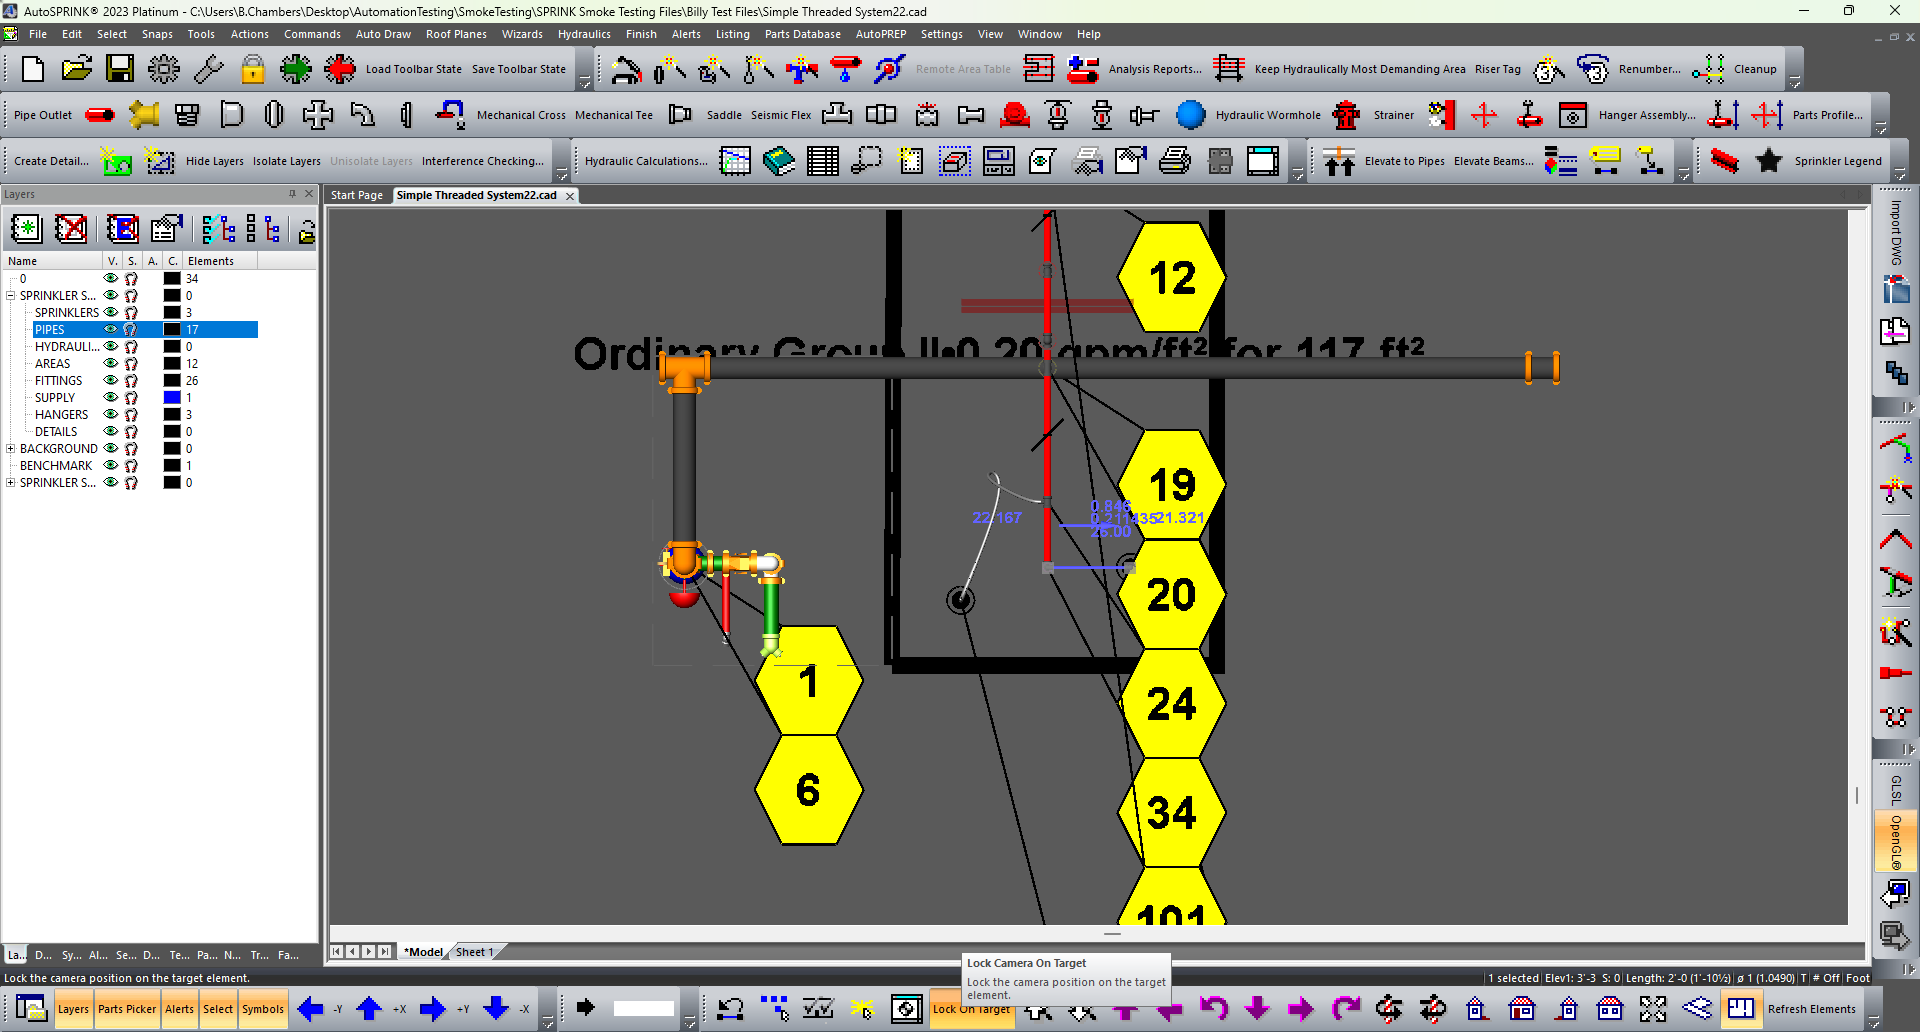 AutoSPRINK® 2023 Platinum - C:\Users\B.Chambers\Desktop\AutomationTesting\SmokeTesting\SPRINK Smoke Testing Files\Billy Test Files\Simple Threaded System22.cad
File Edit Select Snaps Tools Actions Commands Auto Draw Roof Planes Wizards Hydraulics Finish Alerts Listing Parts Database AutoPREP Settings View Window Help
Load Toolbar State Save Toolbar State Remote Area Table Analysis Reports... Keep Hydraulically Most Demanding Area Riser Tag Renumber... Cleanup
Pipe Outlet Mechanical Cross Mechanical Tee Saddle Seismic Flex Hydraulic Wormhole Strainer Hanger Assembly... Parts Profile...
Create Detail... Hide Layers Isolate Layers Unisolate Layers Interference Checking... Hydraulic Calculations... Elevate to Pipes Elevate Beams... Sprinkler Legend
Layers
Start Page Simple Threaded System22.cad
Name V. S. A. C. Elements
0 34
SPRINKLER S... 0
SPRINKLERS 3
PIPES 17
HYDRAULI... 0
AREAS 12
FITTINGS 26
SUPPLY 1
HANGERS 3
DETAILS 0
BACKGROUND 0
BENCHMARK 1
SPRINKLER S... 0
12
Ordinary Group II•0.20 gpm/ft² for 117 ft²
19
22.167
0.846
0.211435
21.321
20
1
24
6
34
101
Import DWG
GLSL
OpenGL®
La... D... Sy... Al... Se... D... Te... Pa... N... Tr... Fa...
*Model Sheet 1
Lock Camera On Target
Lock the camera position on the target
element.
Lock the camera position on the target element.
1 selected Elev1: 3'-3 S: 0 Length: 2'-0 (1'-10½) ø 1 (1.0490) T # Off Foot
Layers Parts Picker Alerts Select Symbols -Y +X +Y -X Lock On Target Refresh Elements